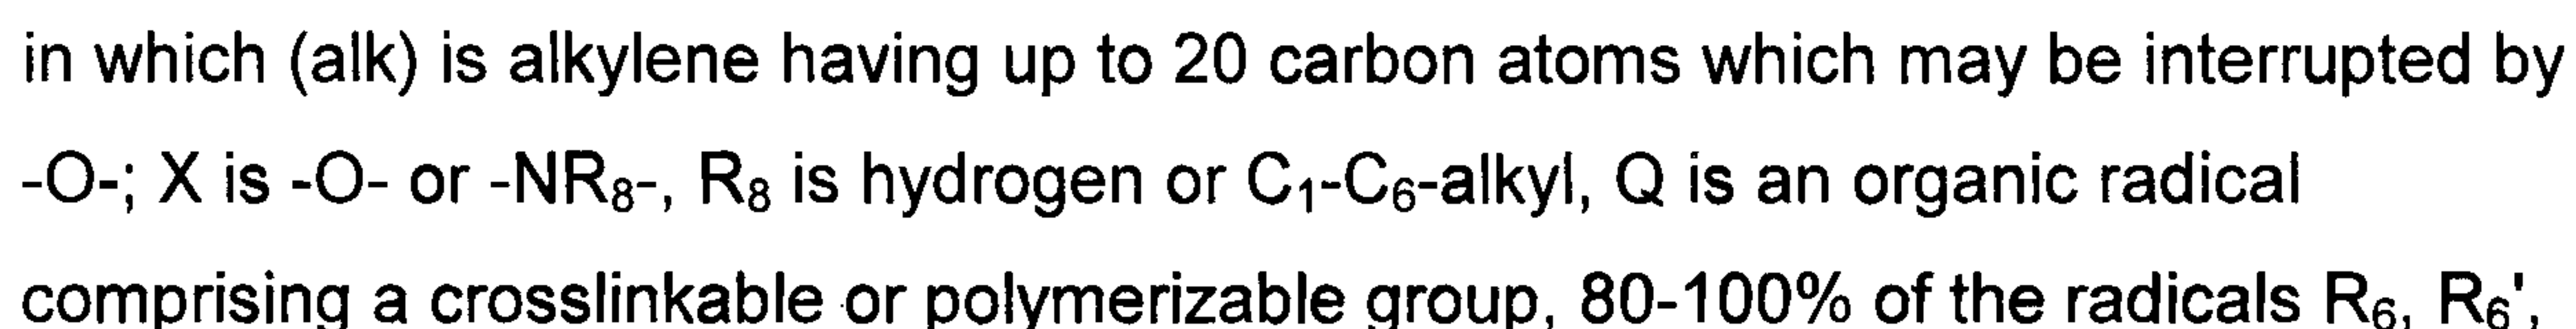 in which (alk) is alkylene having up to 20 carbon atoms which may be interrupted by
-O-; X is -O- or -NR₈-, R₈ is hydrogen or C₁-C₆-alkyl, Q is an organic radical
comprising a crosslinkable or polymerizable group, 80-100% of the radicals R₆, R₆',